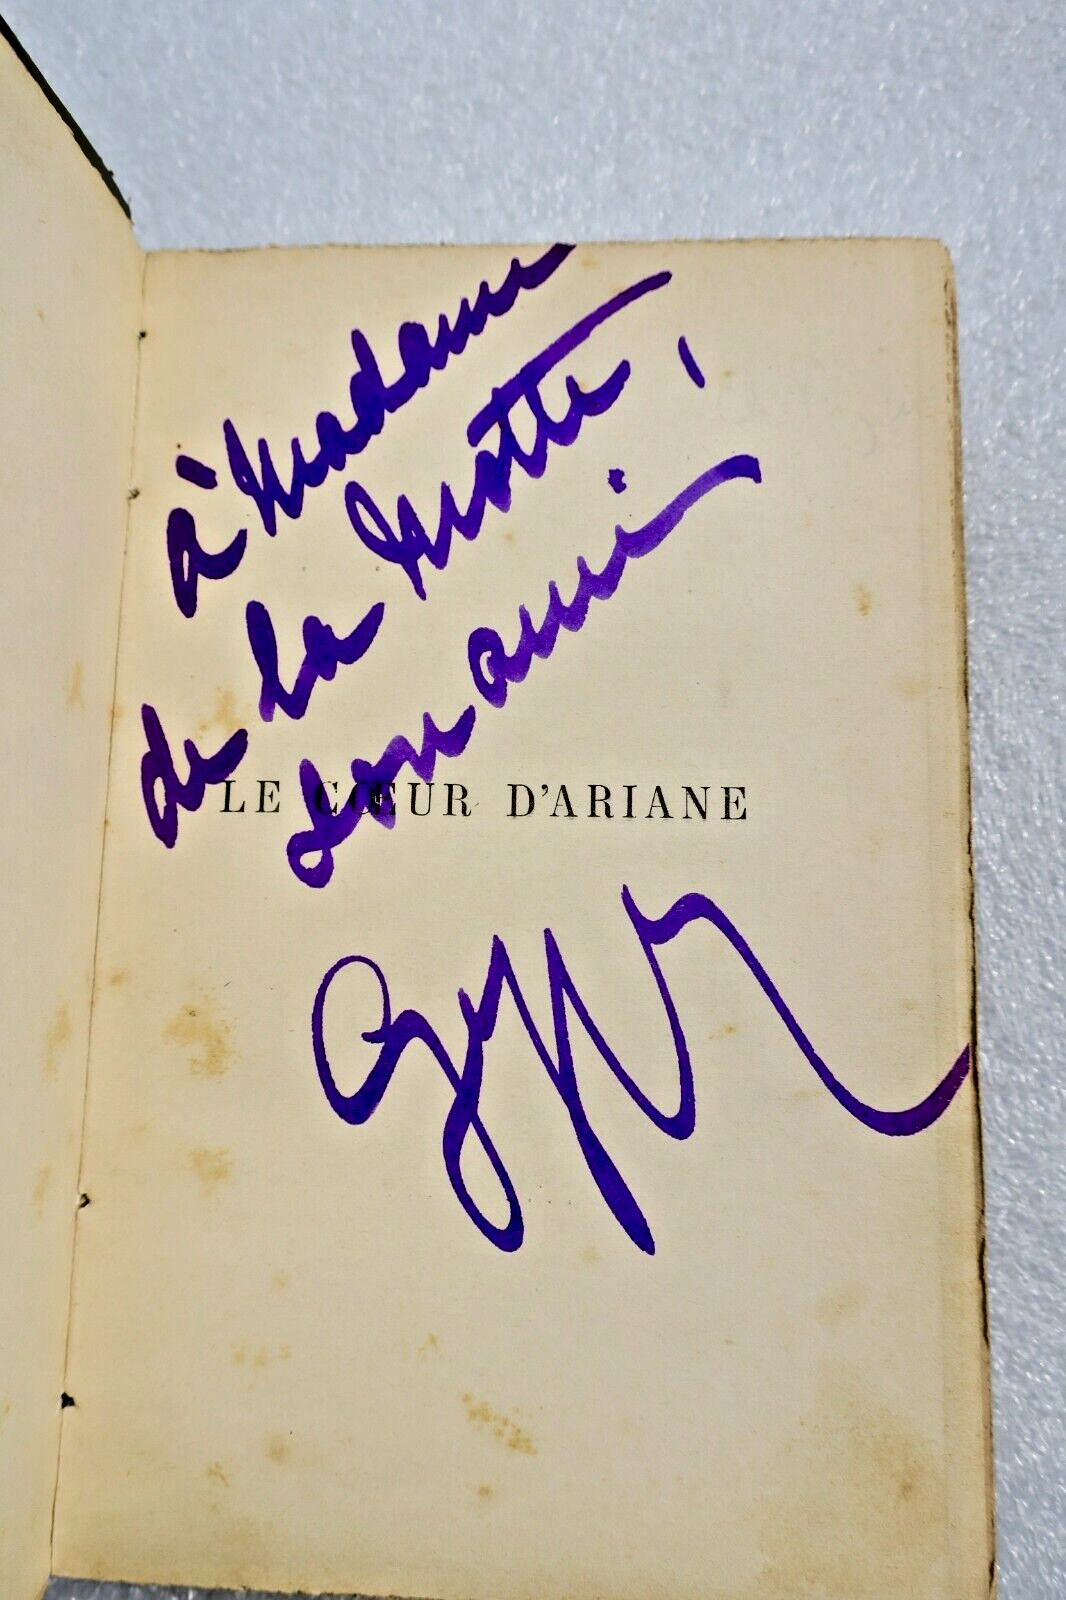 à Madame
de La Motte,
son ami
LE CŒUR D'ARIANE